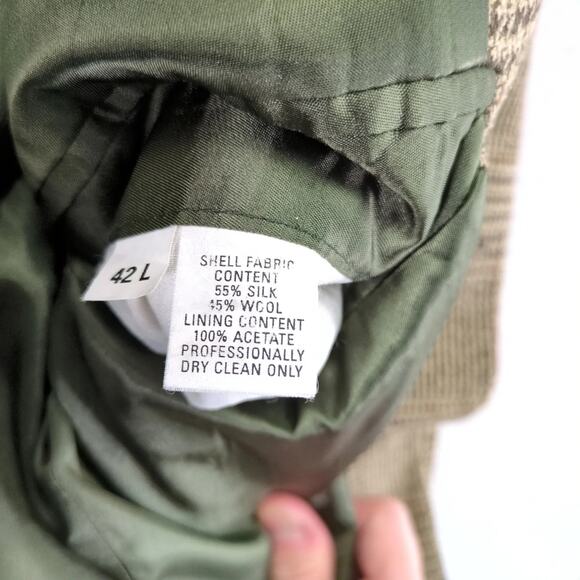 42 L
SHELL FABRIC
CONTENT
55% SILK
45% WOOL
LINING CONTENT
100% ACETATE
PROFESSIONALLY
DRY CLEAN ONLY